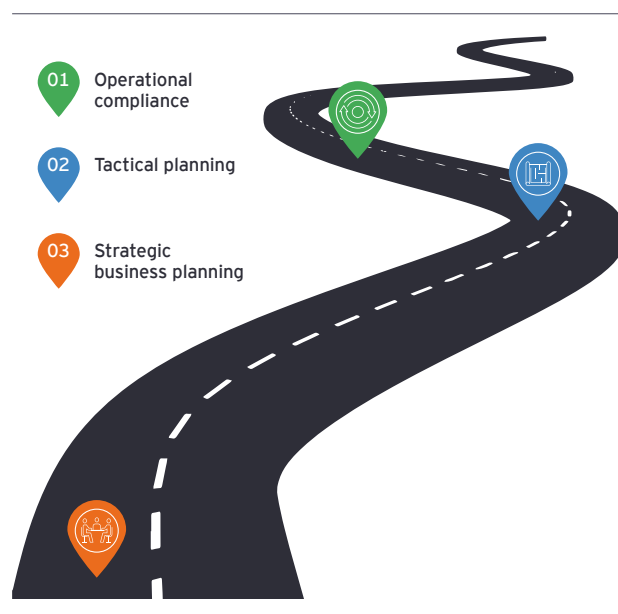 01
Operational
compliance
02
Tactical planning
03
Strategic
business planning